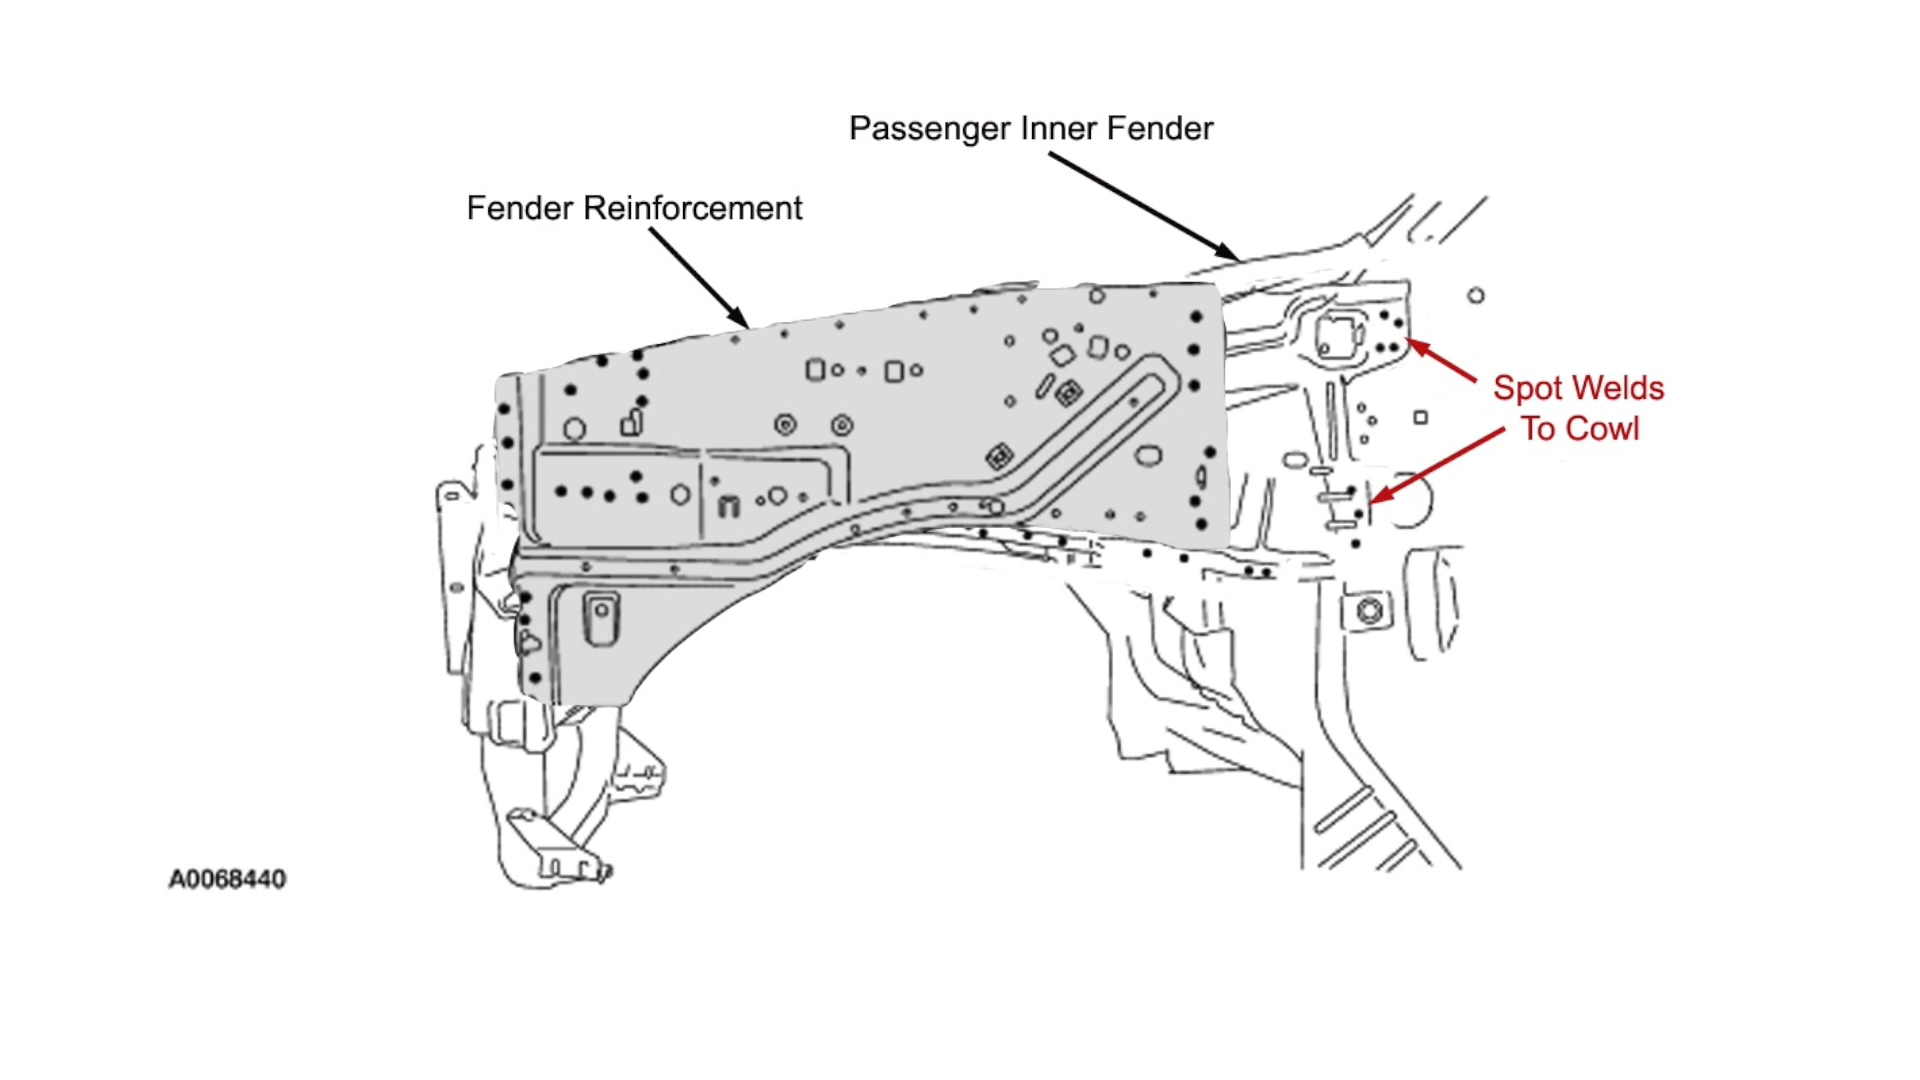 Passenger Inner Fender
Fender Reinforcement
Spot Welds
To Cowl
A0068440